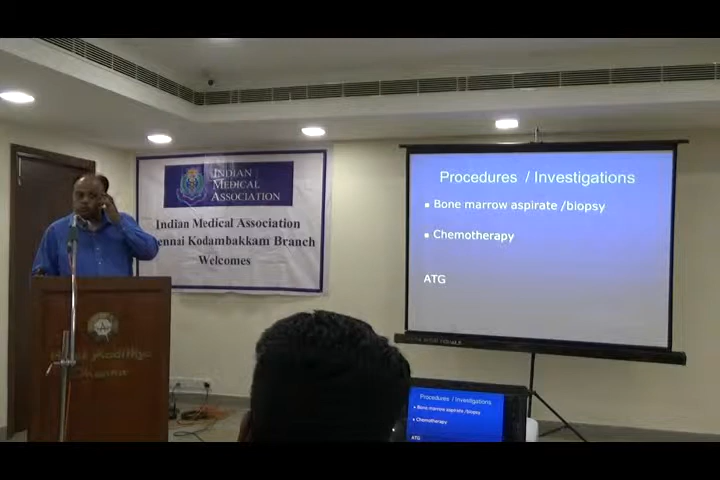 INDIAN
MEDICAL
ASSOCIATION
Indian Medical Association
ennai Kodambakkam Branch
Welcomes
Procedures / Investigations
▪ Bone marrow aspirate /biopsy
▪ Chemotherapy
ATG
Procedures / Investigations
▪ Bone marrow aspirate /biopsy
▪ Chemotherapy
ATG